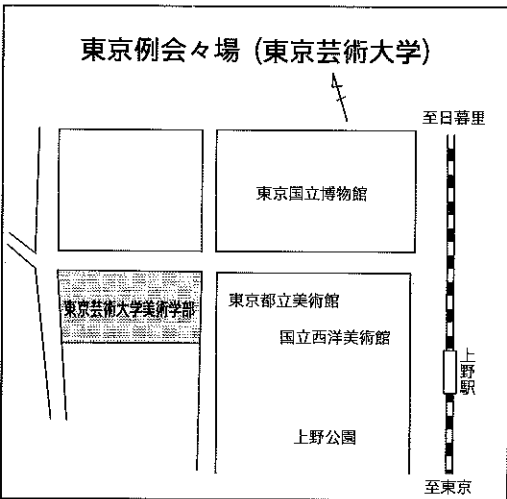 東京例会々場 (東京芸術大学)
至日暮里
東京国立博物館
東京都立美術館
東京芸術大学美術学部
国立西洋美術館
上野駅
上野公園
至東京